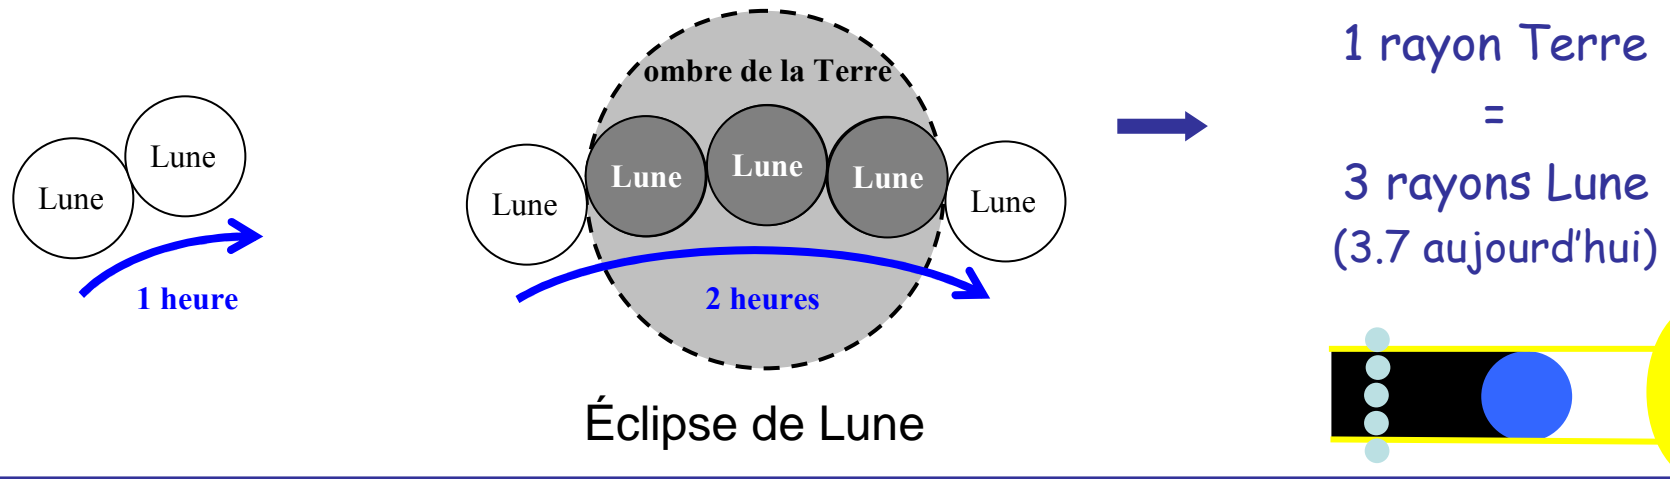 Lune
Lune
1 heure
ombre de la Terre
Lune
Lune
Lune
Lune
Lune
2 heures
Éclipse de Lune
1 rayon Terre
=
3 rayons Lune
(3.7 aujourd'hui)